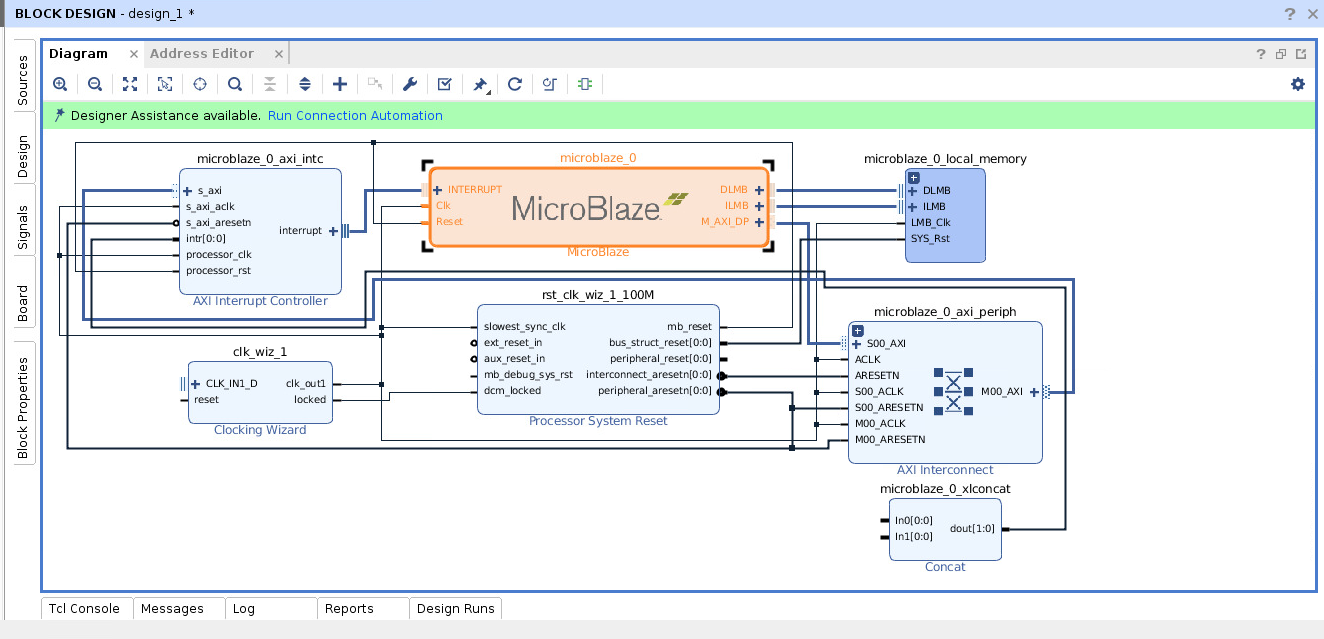 BLOCK DESIGN - design_1 *
? ×
Sources
Design
Signals
Board
Block Properties
Diagram × Address Editor ×
?
Designer Assistance available. Run Connection Automation
microblaze_0_axi_intc
s_axi
s_axi_aclk
s_axi_aresetn
intr[0:0]
processor_clk
processor_rst
interrupt
AXI Interrupt Controller
microblaze_0
INTERRUPT
Clk
Reset
MicroBlaze
DLMB
ILMB
M_AXI_DP
MicroBlaze
microblaze_0_local_memory
DLMB
ILMB
LMB_Clk
SYS_Rst
clk_wiz_1
CLK_IN1_D
reset
clk_out1
locked
Clocking Wizard
rst_clk_wiz_1_100M
slowest_sync_clk
ext_reset_in
aux_reset_in
mb_debug_sys_rst
dcm_locked
mb_reset
bus_struct_reset[0:0]
peripheral_reset[0:0]
interconnect_aresetn[0:0]
peripheral_aresetn[0:0]
Processor System Reset
microblaze_0_axi_periph
S00_AXI
ACLK
ARESETN
S00_ACLK
S00_ARESETN
M00_ACLK
M00_ARESETN
M00_AXI
AXI Interconnect
microblaze_0_xlconcat
In0[0:0]
In1[0:0]
dout[1:0]
Concat
Tcl Console Messages Log Reports Design Runs